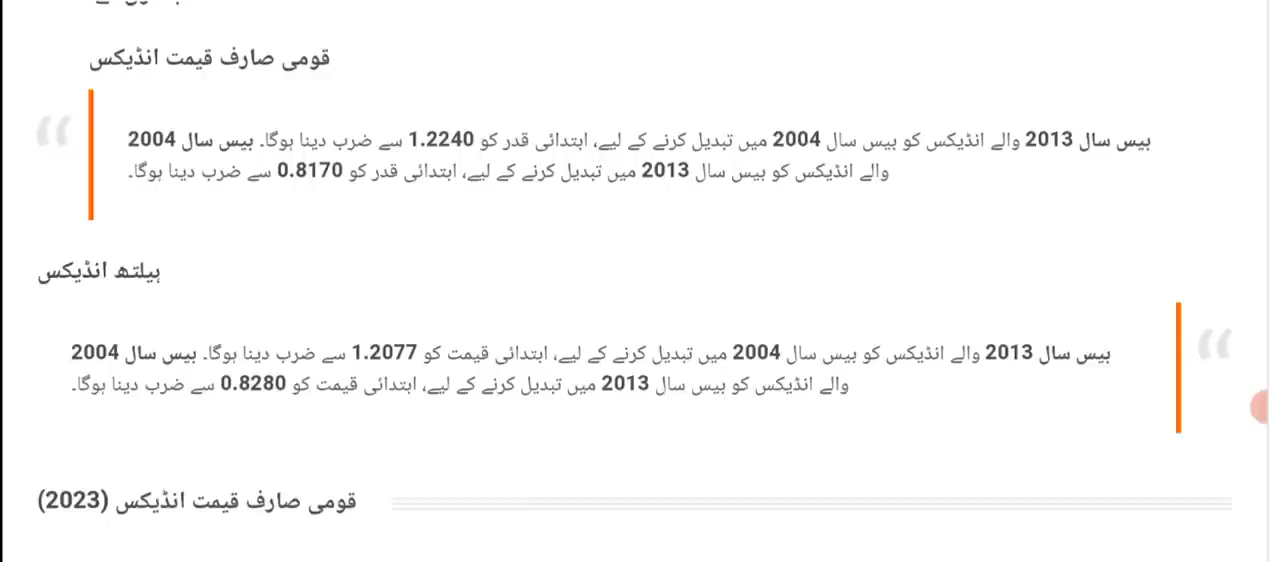 قومی صارف قیمت انڈیکس
بیس سال 2013 والے انڈیکس کو بیس سال 2004 میں تبدیل کرنے کے لیے، ابتدائی قدر کو 1.2240 سے ضرب دینا ہوگا۔ بیس سال 2004
والے انڈیکس کو بیس سال 2013 میں تبدیل کرنے کے لیے، ابتدائی قدر کو 0.8170 سے ضرب دینا ہوگا۔
ہیلتھ انڈیکس
بیس سال 2013 والے انڈیکس کو بیس سال 2004 میں تبدیل کرنے کے لیے، ابتدائی قیمت کو 1.2077 سے ضرب دینا ہوگا۔ بیس سال 2004
والے انڈیکس کو بیس سال 2013 میں تبدیل کرنے کے لیے، ابتدائی قیمت کو 0.8280 سے ضرب دینا ہوگا۔
قومی صارف قیمت انڈیکس (2023)